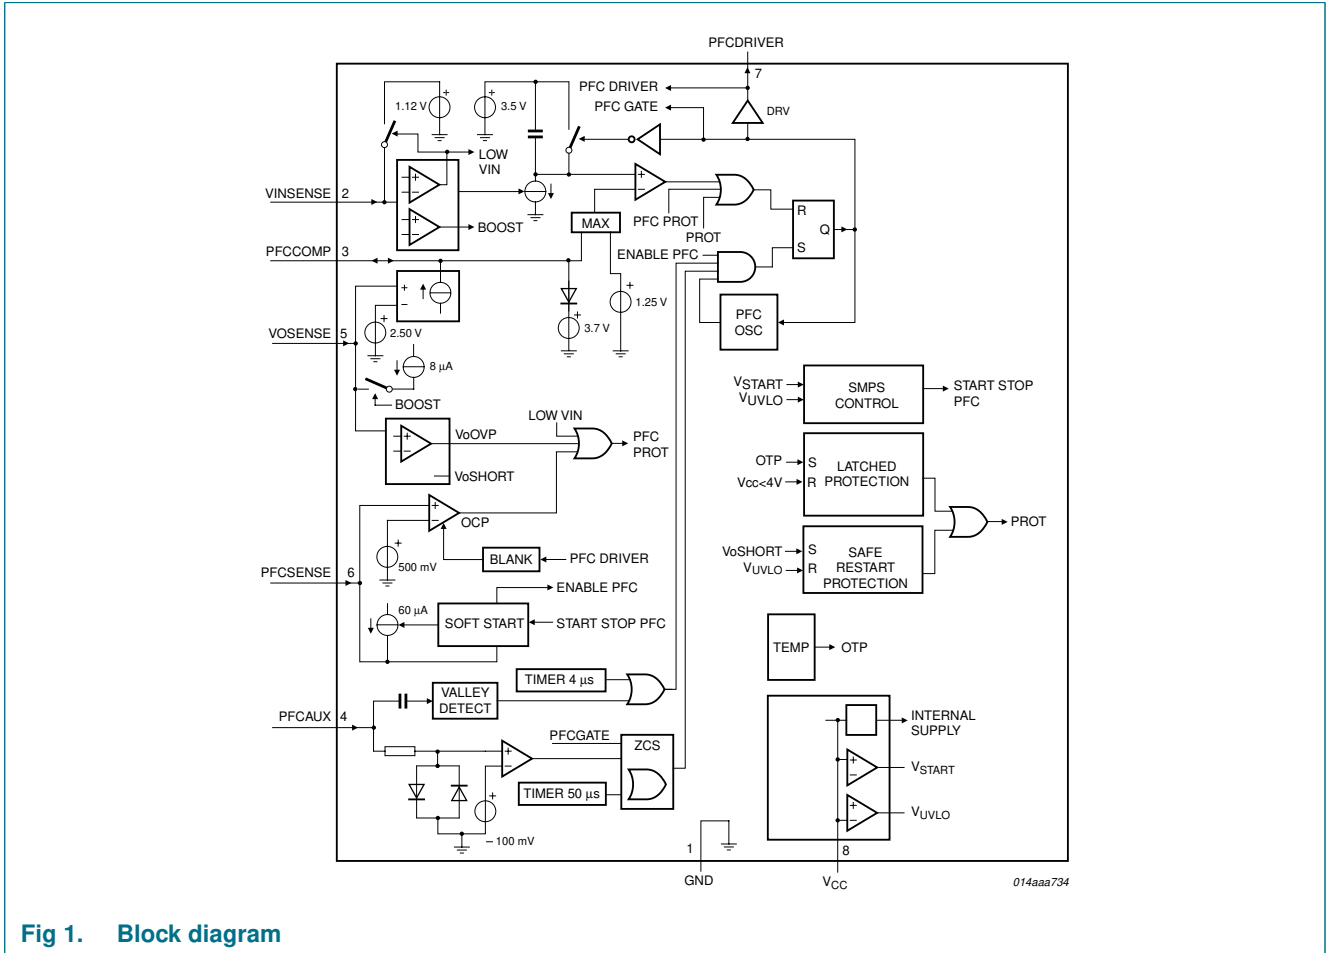 PFCDRIVER
7
PFC DRIVER
1.12 V
3.5 V
PFC GATE
DRV
LOW
VIN
VINSENSE 2
BOOST
MAX
PFC PROT
PROT
R
Q
S
ENABLE PFC
PFCCOMP 3
1.25 V
3.7 V
PFC
OSC
2.50 V
VOSENSE 5
8 μA
BOOST
VSTART
VUVLO
SMPS
CONTROL
START STOP
PFC
LOW VIN
VoOVP
VoSHORT
PFC
PROT
OTP
S
Vcc<4V
R
LATCHED
PROTECTION
OCP
PROT
500 mV
BLANK
PFC DRIVER
VoSHORT
S
VUVLO
R
SAFE
RESTART
PROTECTION
PFCSENSE 6
ENABLE PFC
60 μA
SOFT START
START STOP PFC
TEMP
OTP
TIMER 4 μs
VALLEY
DETECT
PFCAUX 4
INTERNAL
SUPPLY
PFCGATE
ZCS
VSTART
TIMER 50 μs
VUVLO
– 100 mV
1
GND
8
VCC
014aaa734
Fig 1. Block diagram